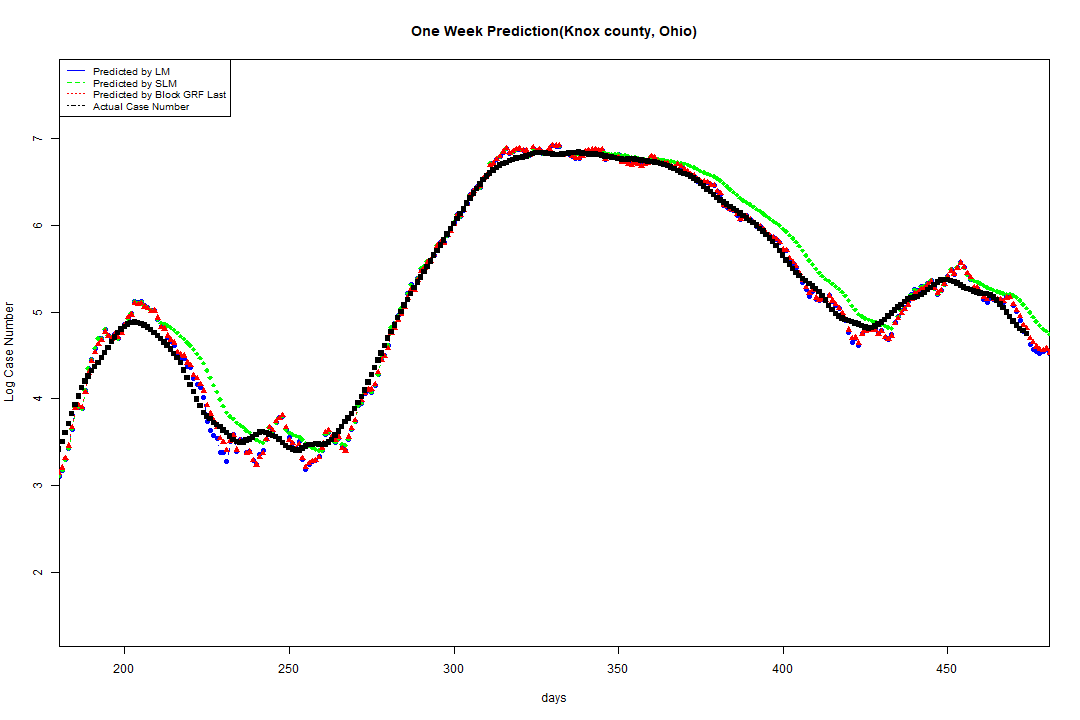 One Week Prediction(Knox county, Ohio)
Predicted by LM
Predicted by SLM
Predicted by Block GRF Last
Actual Case Number
7
6
5
4
3
2
Log Case Number
200 250 300 350 400 450
days